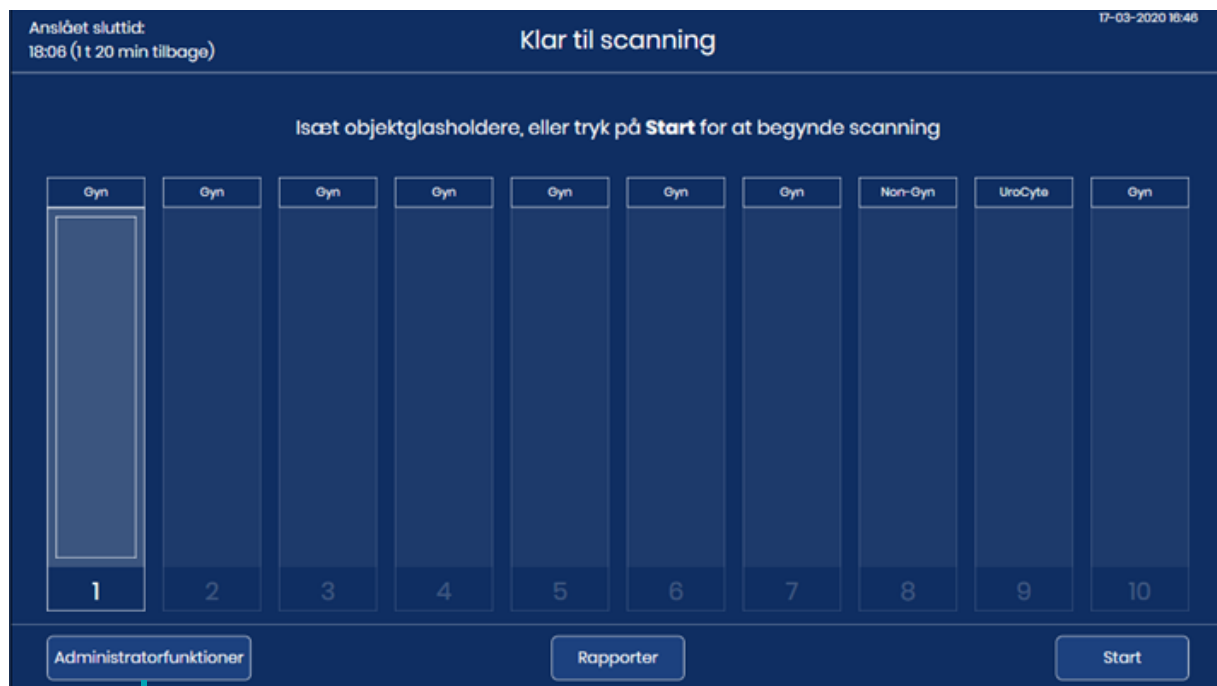 Anslået sluttid:
18:06 (1 t 20 min tilbage)
Klar til scanning
17-03-2020 16:46
Isæt objektglasholdere, eller tryk på Start for at begynde scanning
Gyn Gyn Gyn Gyn Gyn Gyn Gyn Non-Gyn UroCyte Gyn
1 2 3 4 5 6 7 8 9 10
Administratorfunktioner Rapporter Start